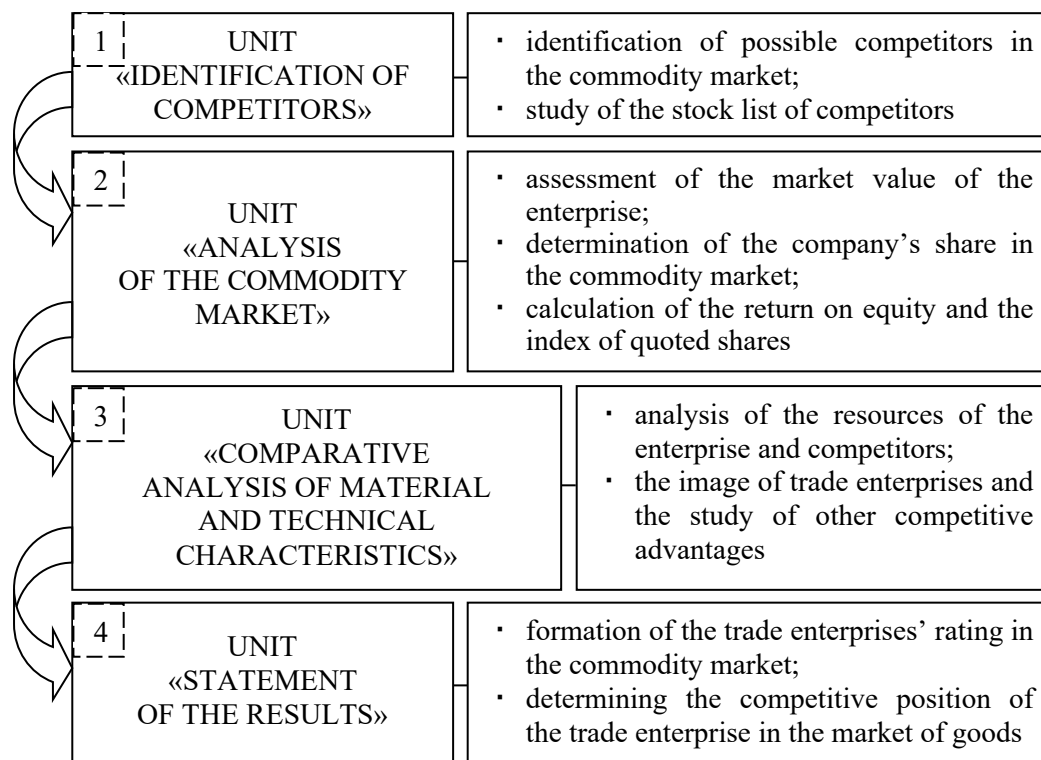 1
UNIT
«IDENTIFICATION OF
COMPETITORS»
▪ identification of possible competitors in
the commodity market;
▪ study of the stock list of competitors
2
UNIT
«ANALYSIS
OF THE COMMODITY
MARKET»
▪ assessment of the market value of the
enterprise;
▪ determination of the company’s share in
the commodity market;
▪ calculation of the return on equity and the
index of quoted shares
3
UNIT
«COMPARATIVE
ANALYSIS OF MATERIAL
AND TECHNICAL
CHARACTERISTICS»
▪ analysis of the resources of the
enterprise and competitors;
▪ the image of trade enterprises and
the study of other competitive
advantages
4
UNIT
«STATEMENT
OF THE RESULTS»
▪ formation of the trade enterprises’ rating in
the commodity market;
▪ determining the competitive position of
the trade enterprise in the market of goods